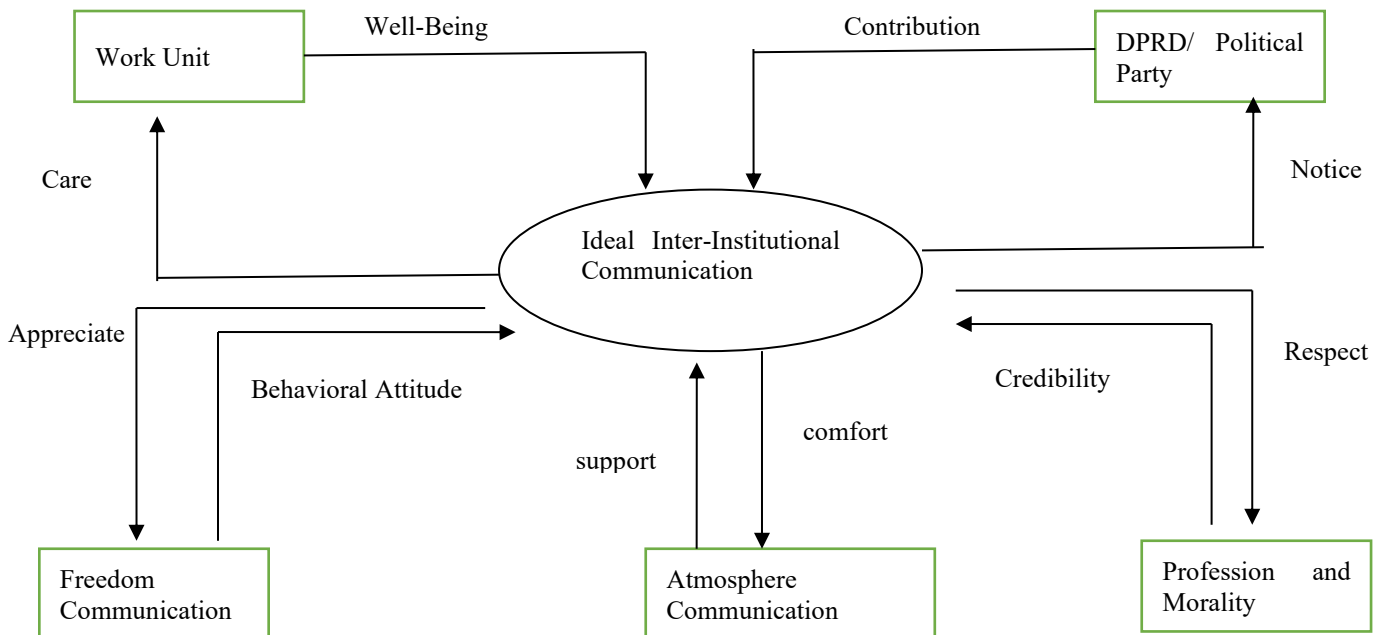 Well-Being
Contribution
Work Unit
DPRD/ Political
Party
Care
Notice
Ideal Inter-Institutional
Communication
Appreciate
Respect
Behavioral Attitude
Credibility
comfort
support
Freedom
Communication
Atmosphere
Communication
Profession and
Morality